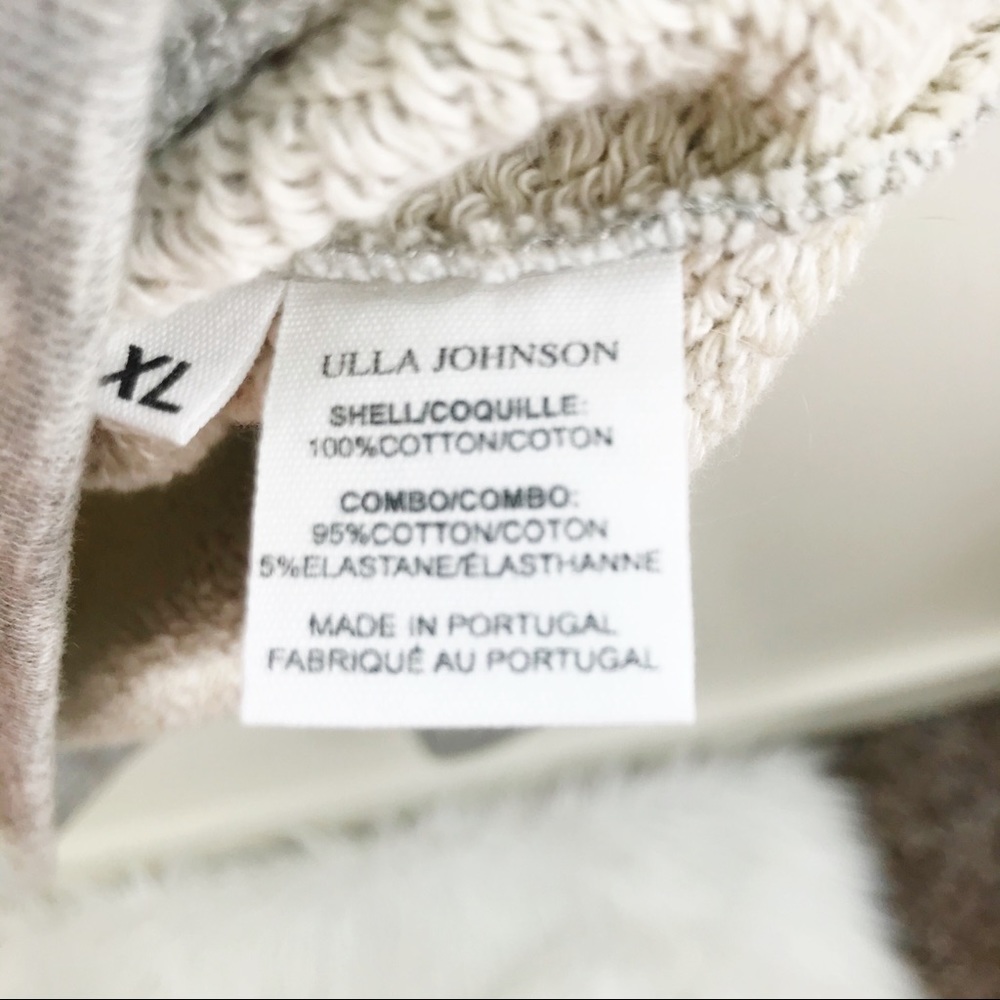 XL
ULLA JOHNSON
SHELL/COQUILLE:
100%COTTON/COTON
COMBO/COMBO:
95%COTTON/COTON
5%ELASTANE/ÉLASTHANNE
MADE IN PORTUGAL
FABRIQUÉ AU PORTUGAL